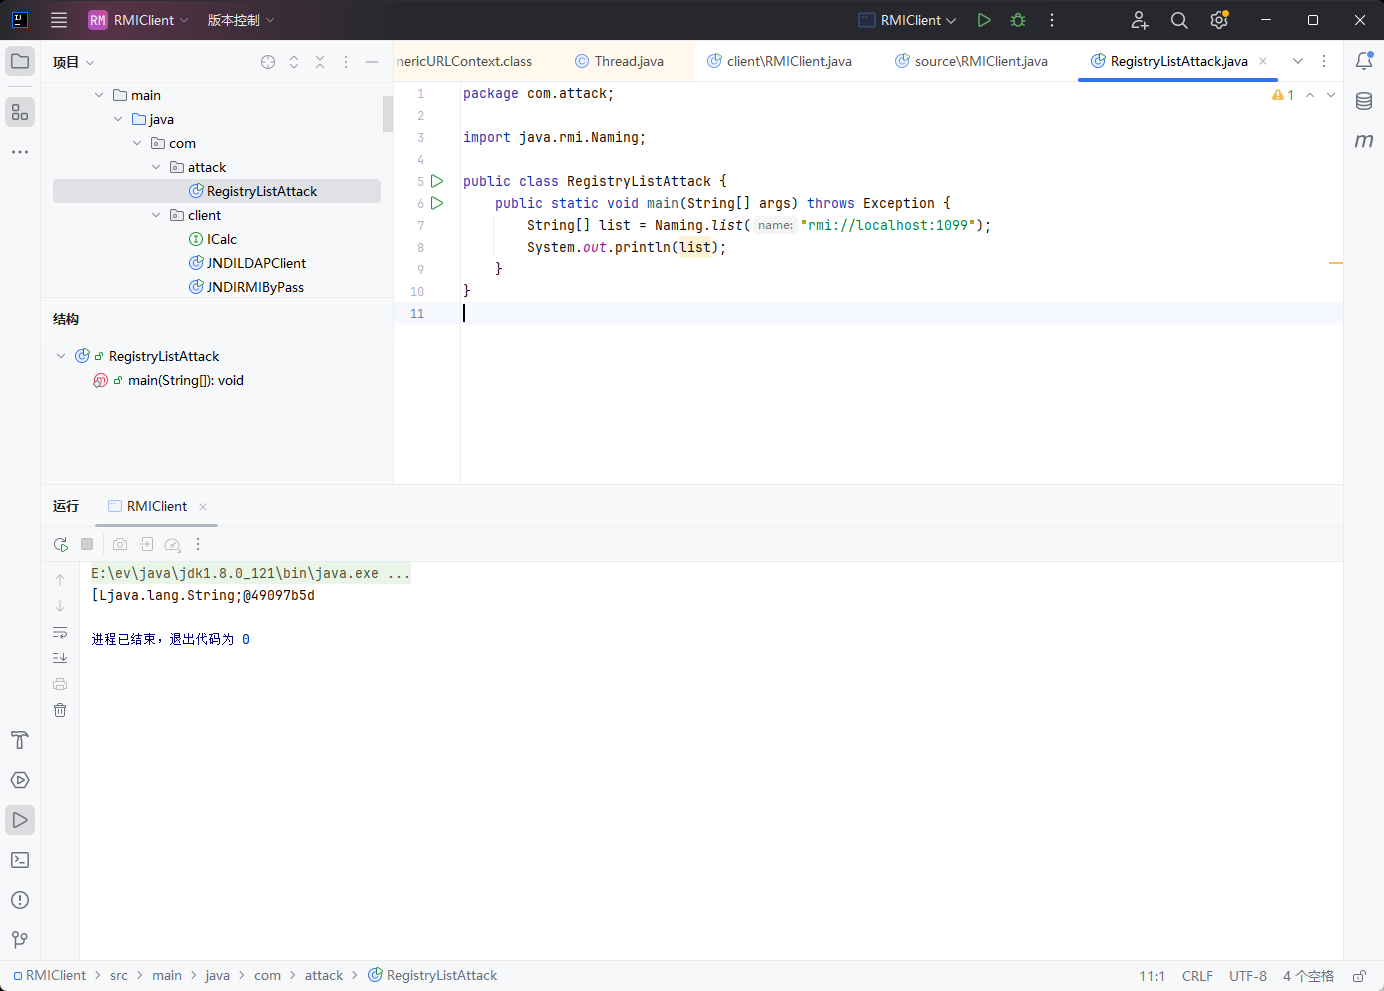 RM RMIClient 版本控制 RMIClient
项目
main
java
com
attack
RegistryListAttack
client
ICalc
JNDILDAPClient
JNDIRMIByPass
结构
RegistryListAttack
main(String[]): void
nericURLContext.class Thread.java client\RMIClient.java source\RMIClient.java RegistryListAttack.java
1 package com.attack;
2
3 import java.rmi.Naming;
4
5 public class RegistryListAttack {
6 public static void main(String[] args) throws Exception {
7 String[] list = Naming.list( name: "rmi://localhost:1099");
8 System.out.println(list);
9 }
10 }
11
1
m
运行 RMIClient
E:\ev\java\jdk1.8.0_121\bin\java.exe ...
[Ljava.lang.String;@49097b5d
进程已结束，退出代码为 0
RMIClient > src > main > java > com > attack > RegistryListAttack
11:1 CRLF UTF-8 4 个空格